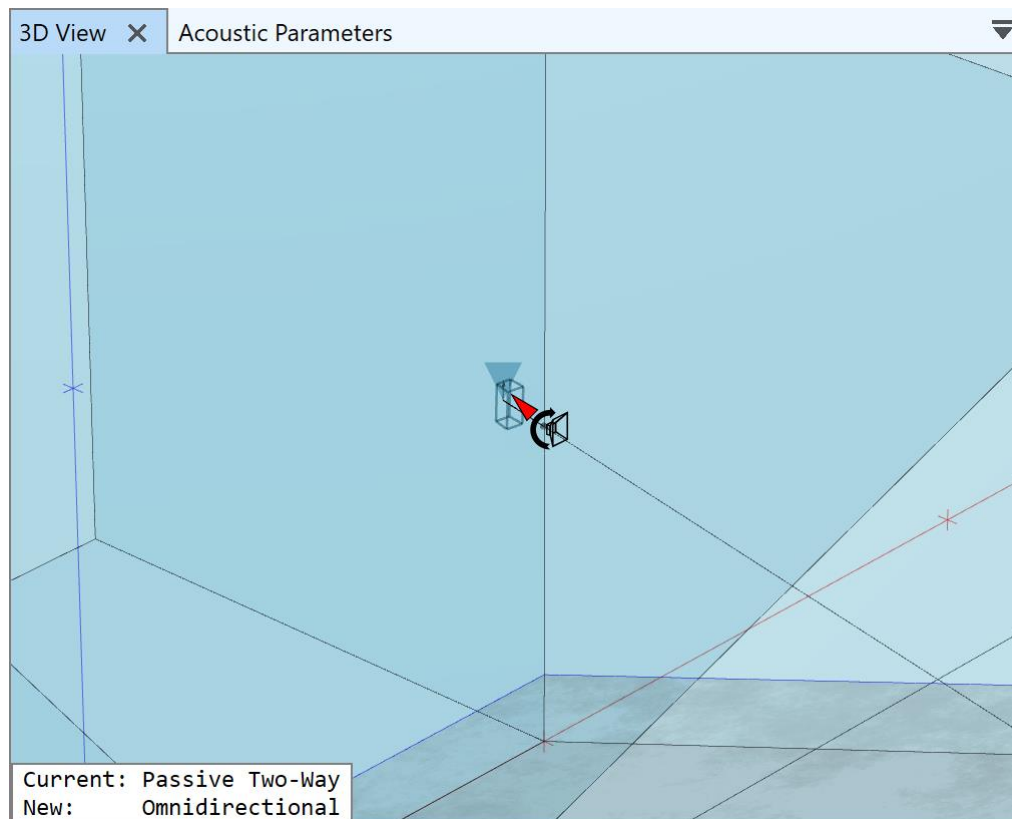 3D View Acoustic Parameters
Current: Passive Two-Way
New: Omnidirectional